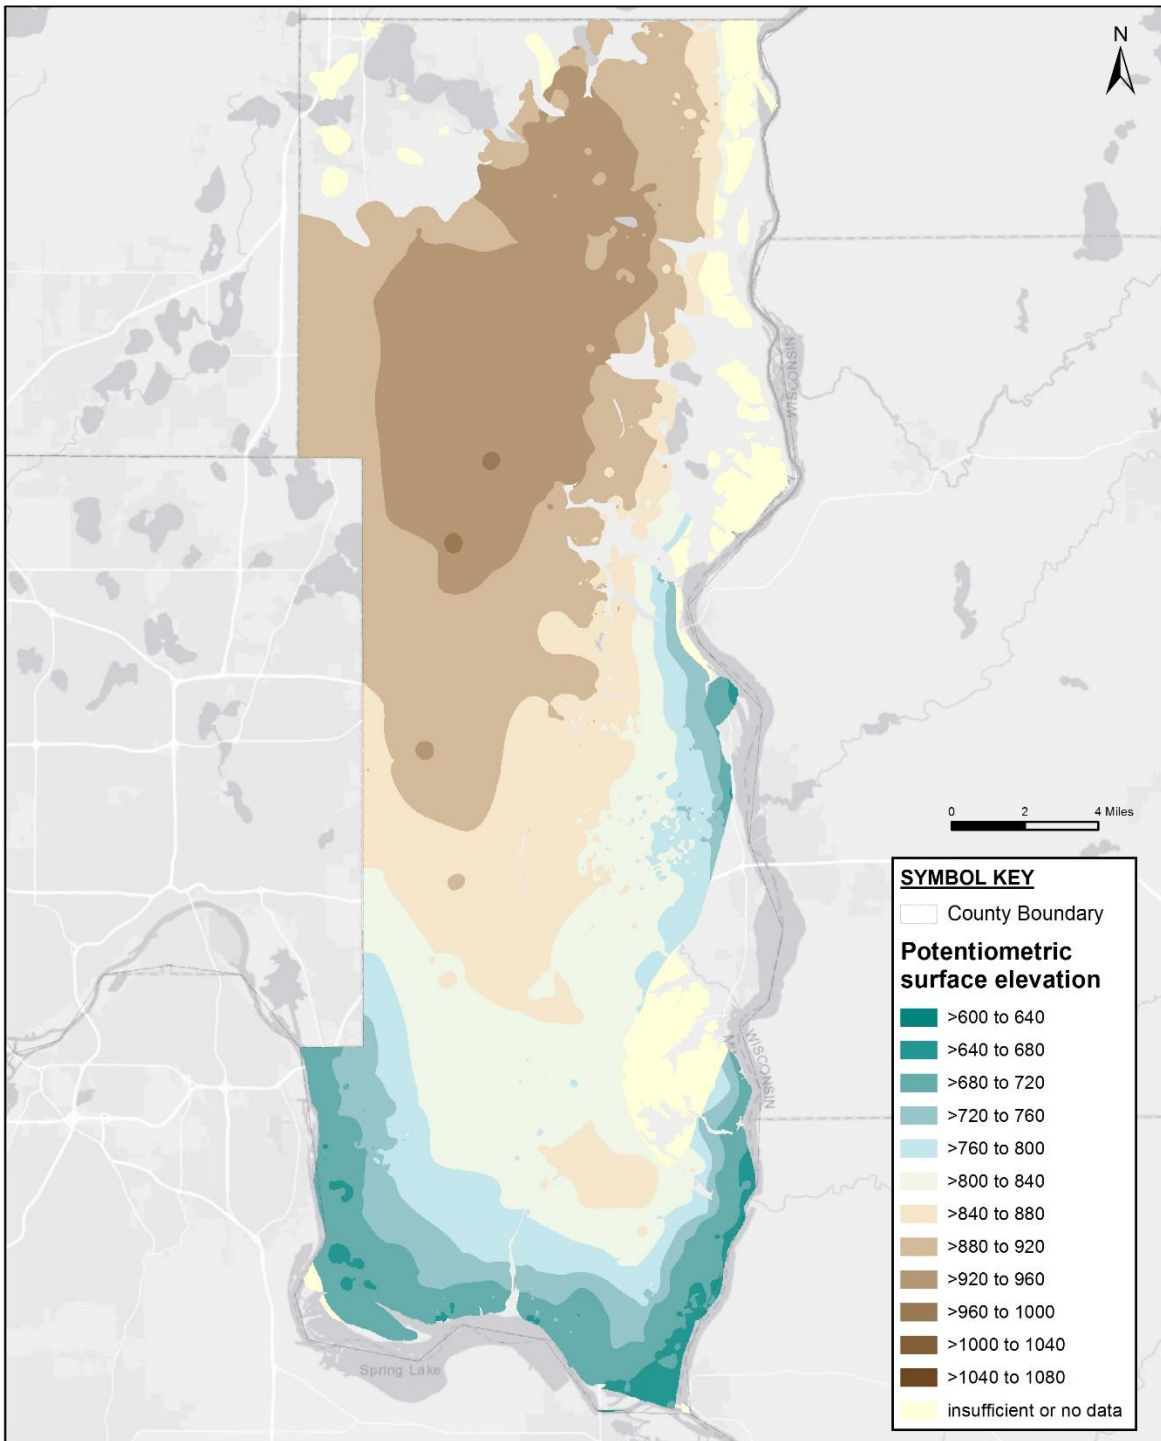 N
WISCONSIN
0 2 4 Miles
SYMBOL KEY
County Boundary
Potentiometric
surface elevation
>600 to 640
>640 to 680
>680 to 720
>720 to 760
>760 to 800
>800 to 840
>840 to 880
>880 to 920
>920 to 960
>960 to 1000
>1000 to 1040
>1040 to 1080
insufficient or no data
WISCONSIN
Spring Lake